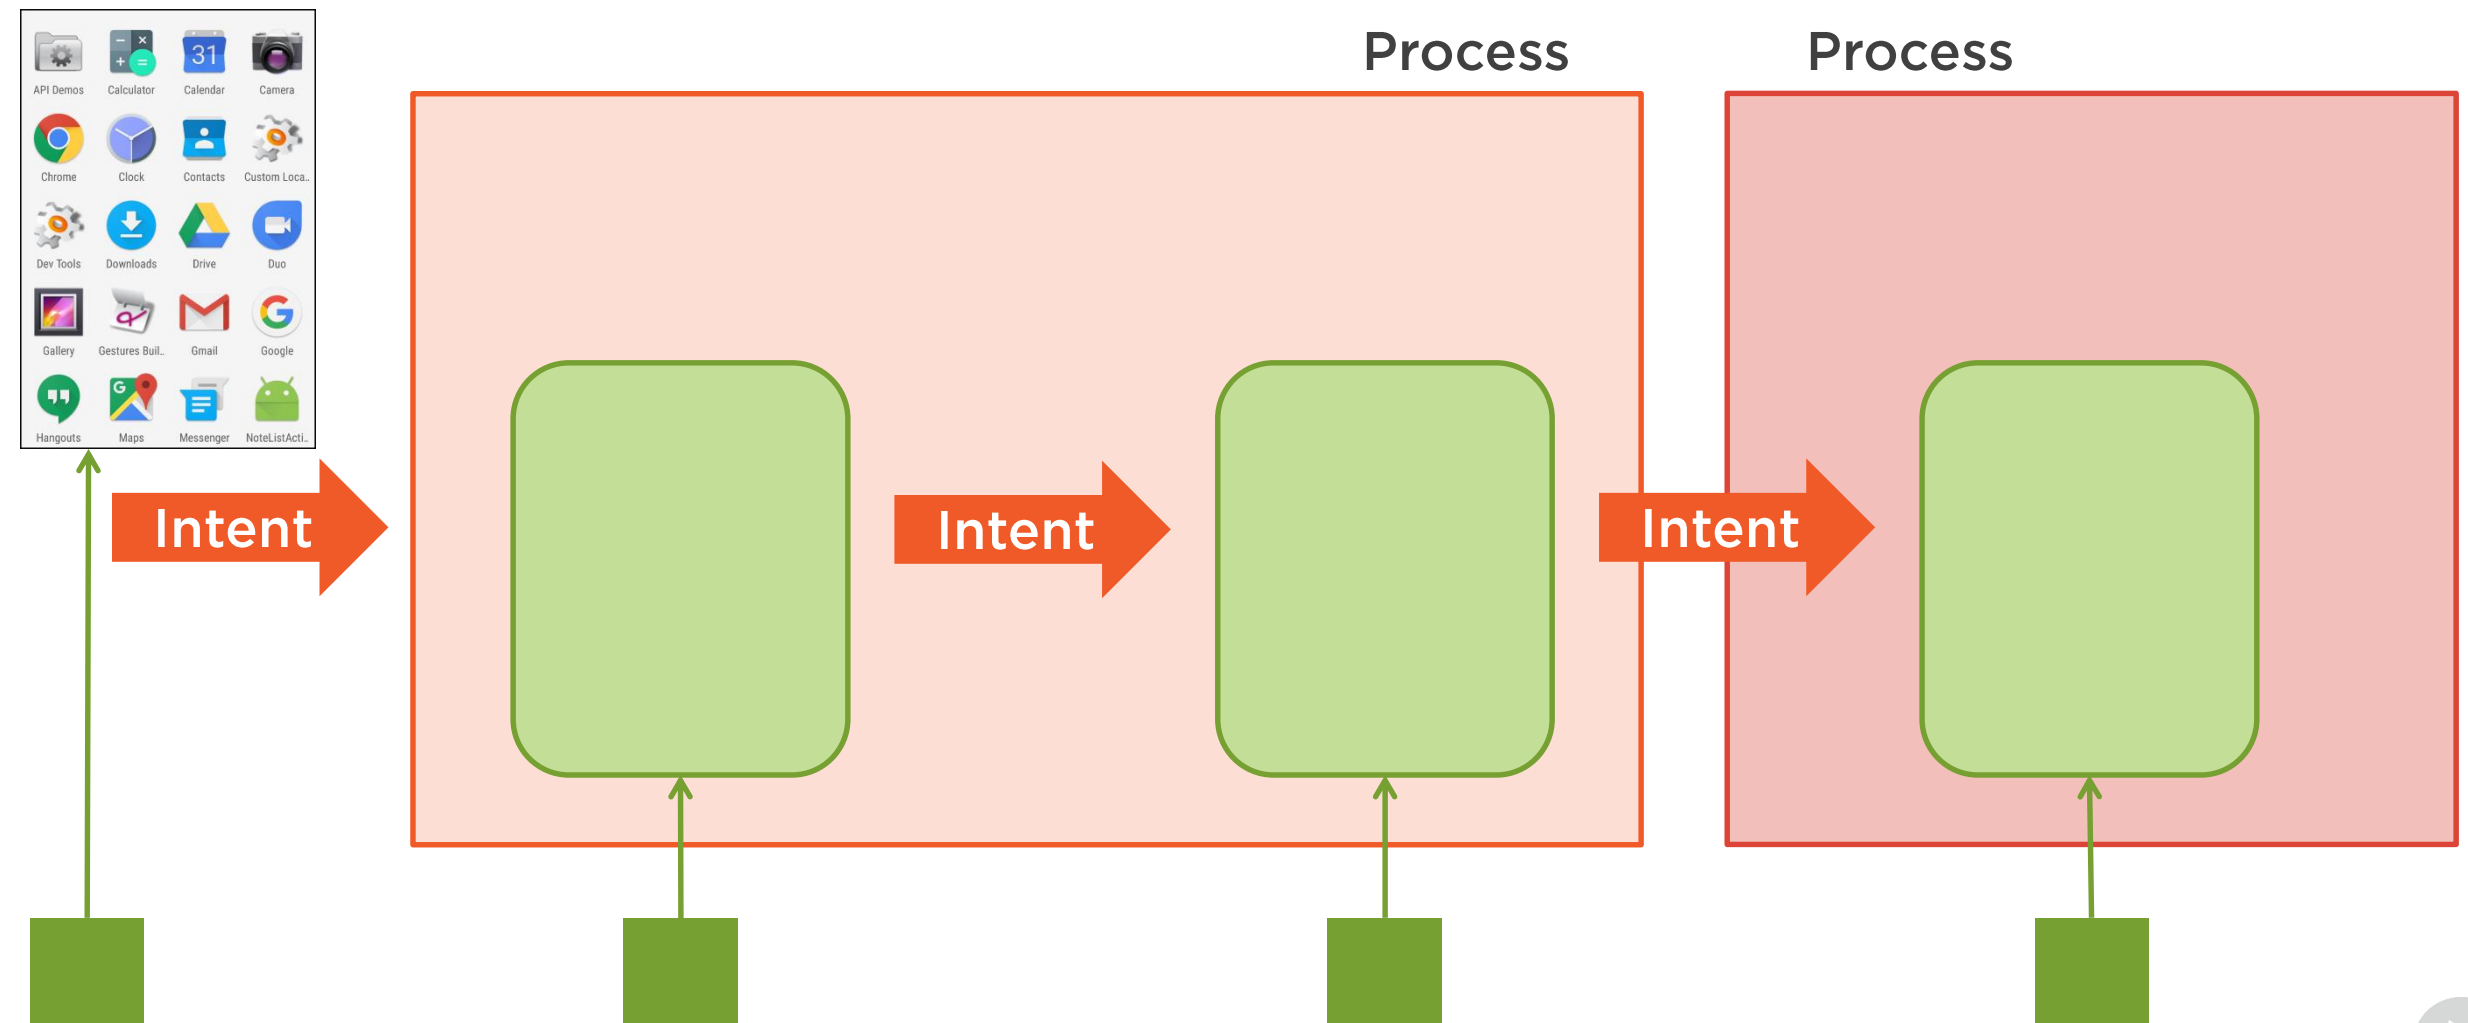 Process
Process
31
API Demos
Calculator
Calendar
Camera
Chrome
Clock
Contacts
Custom Loca..
Dev Tools
Downloads
Drive
Duo
Gallery
Gestures Buil..
Gmail
Google
G
Hangouts
Maps
Messenger
NoteListActi..
Intent
Intent
Intent